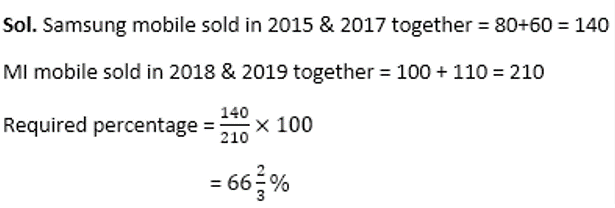 Sol. Samsung mobile sold in 2015 & 2017 together = 80+60 = 140
MI mobile sold in 2018 & 2019 together = 100 + 110 = 210
Required percentage = 140/210 × 100
= 66 2/3 %